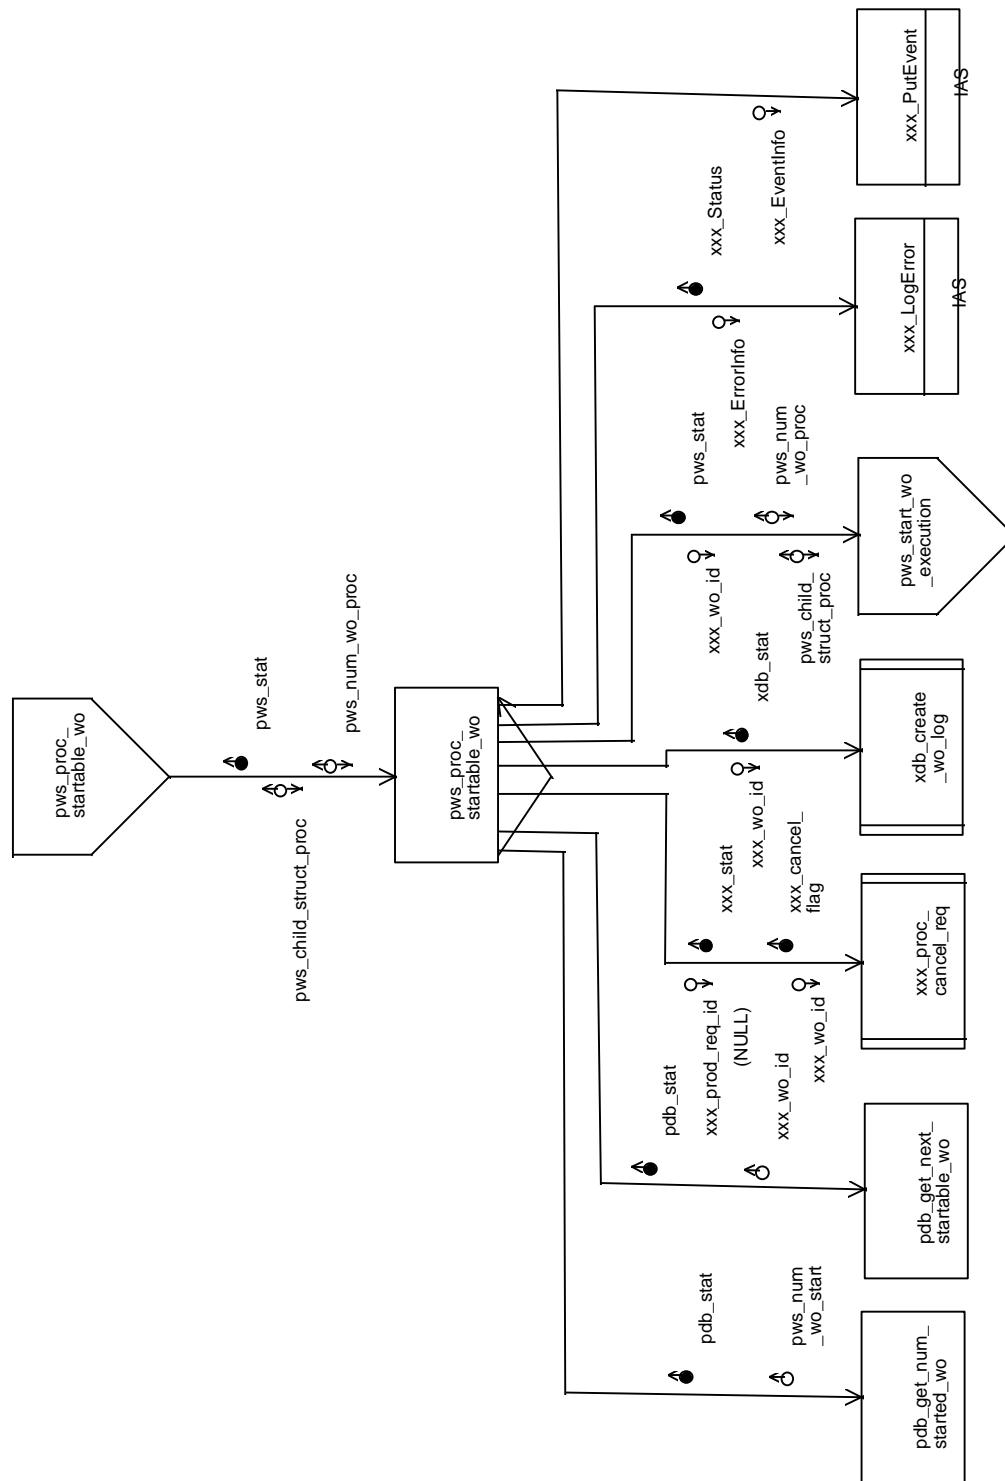 pws_proc_
startable_wo
pws_stat
pws_num_wo_proc
pws_child_struct_proc
pws_proc_
startable_wo
pdb_stat
pws_num
_wo_start
pdb_get_num_
started_wo
pdb_stat
xxx_wo_id
pdb_get_next_
startable_wo
xxx_stat
xxx_cancel_
flag
xxx_prod_req_id
(NULL)
xxx_wo_id
xxx_proc_
cancel_req
xdb_stat
xxx_wo_id
xdb_create
_wo_log
pws_stat
pws_num
_wo_proc
xxx_wo_id
pws_child_
struct_proc
pws_start_wo
_execution
xxx_Status
xxx_ErrorInfo
xxx_LogError
IAS
xxx_EventInfo
xxx_PutEvent
IAS